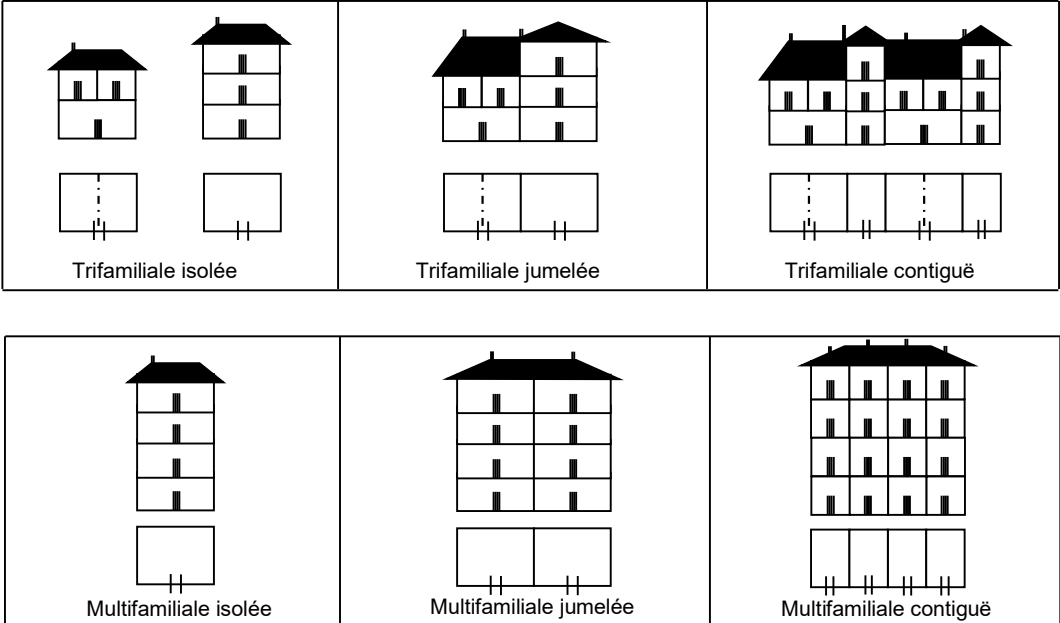 Trifamiliale isolée
Trifamiliale jumelée
Trifamiliale contiguë
Multifamiliale isolée
Multifamiliale jumelée
Multifamiliale contiguë